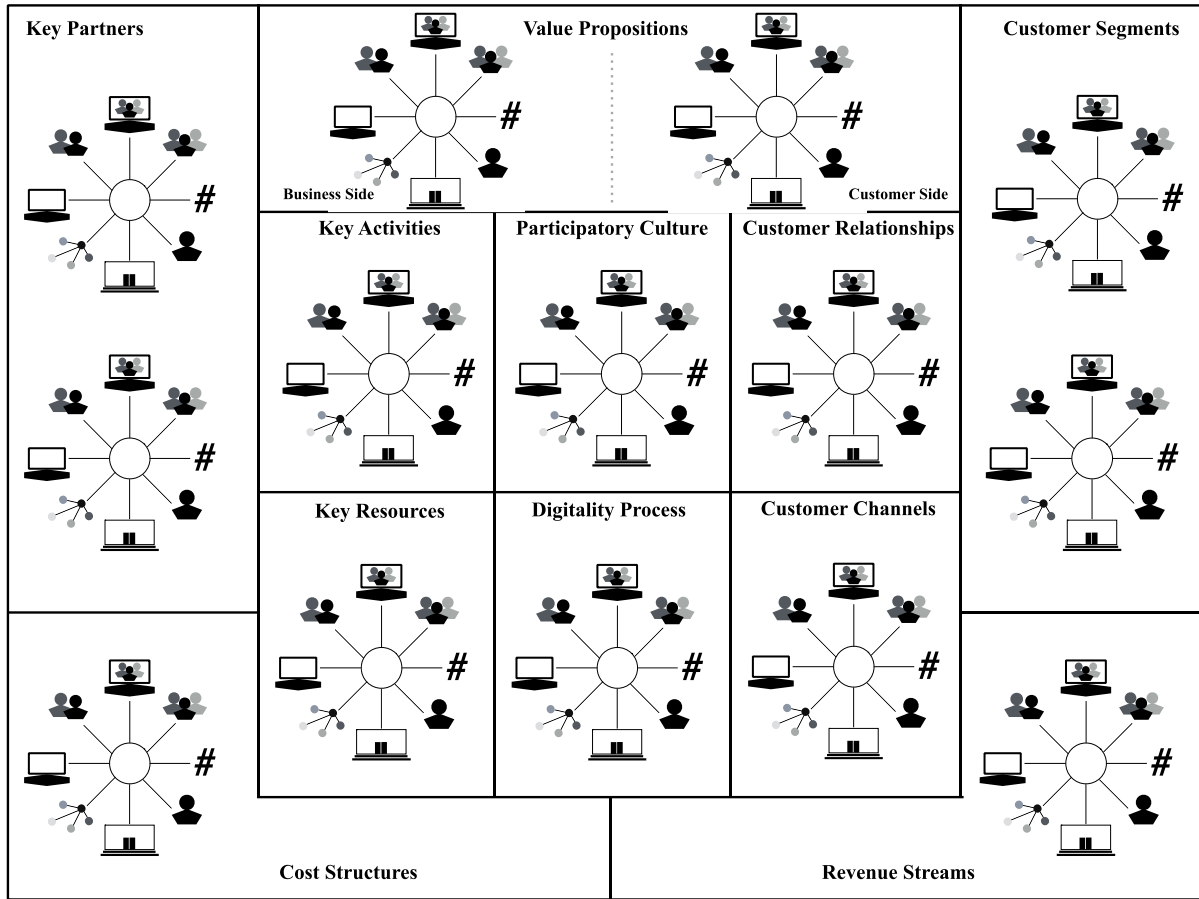 Key Partners
#
#
Value Propositions
#
#
Business Side
Customer Side
Customer Segments
#
#
Key Activities
#
Participatory Culture
#
Customer Relationships
#
Key Resources
#
Digitality Process
#
Customer Channels
#
#
Cost Structures
#
Revenue Streams